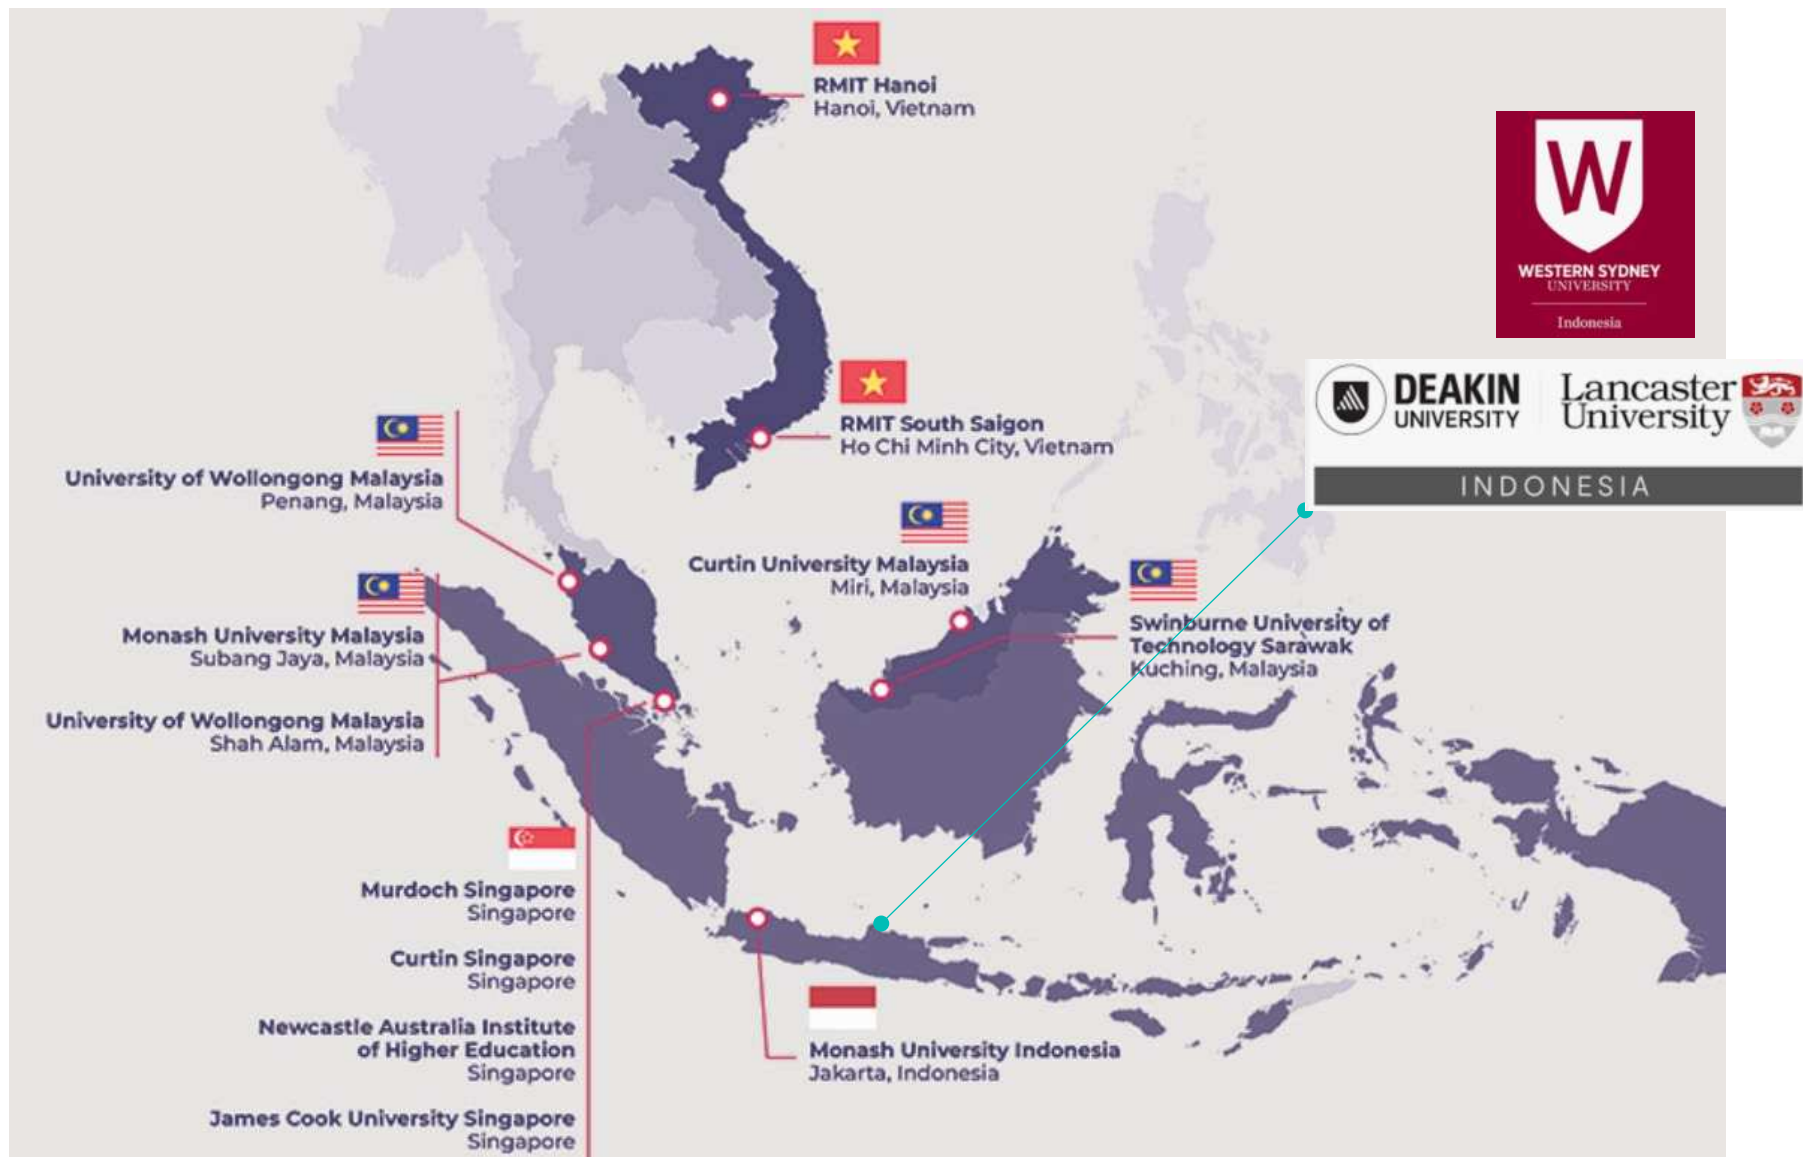 RMIT Hanoi
Hanoi, Vietnam
W
WESTERN SYDNEY
UNIVERSITY
Indonesia
DEAKIN
UNIVERSITY
Lancaster
University
INDONESIA
RMIT South Saigon
Ho Chi Minh City, Vietnam
University of Wollongong Malaysia
Penang, Malaysia
Curtin University Malaysia
Miri, Malaysia
Swinburne University of
Technology Sarawak
Kuching, Malaysia
Monash University Malaysia
Subang Jaya, Malaysia
University of Wollongong Malaysia
Shah Alam, Malaysia
Murdoch Singapore
Singapore
Curtin Singapore
Singapore
Newcastle Australia Institute
of Higher Education
Singapore
James Cook University Singapore
Singapore
Monash University Indonesia
Jakarta, Indonesia